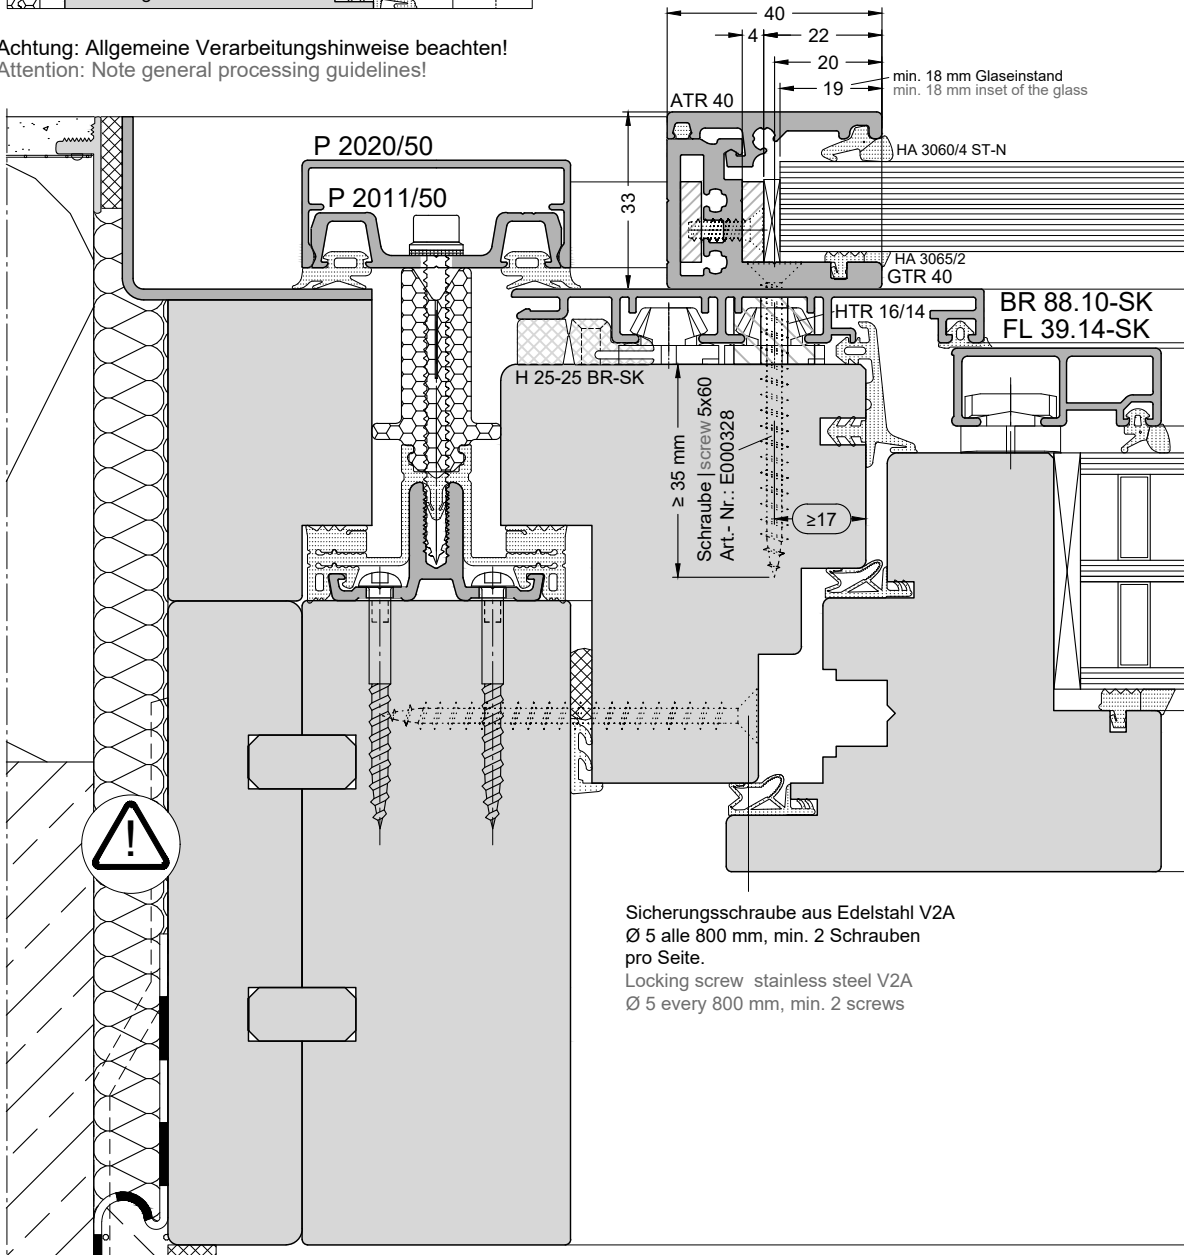 Achtung: Allgemeine Verarbeitungshinweise beachten!
Attention: Note general processing guidelines!
40
4
22
20
19
min. 18 mm Glaseinstand
min. 18 mm inset of the glass
ATR 40
HA 3060/4 ST-N
P 2020/50
P 2011/50
33
HA 3065/2
GTR 40
HTR 16/14
BR 88.10-SK
FL 39.14-SK
H 25-25 BR-SK
≥ 35 mm
Schraube | screw 5x60
Art.- Nr.: E000328
≥17
!
Sicherungsschraube aus Edelstahl V2A
Ø 5 alle 800 mm, min. 2 Schrauben
pro Seite.
Locking screw stainless steel V2A
Ø 5 every 800 mm, min. 2 screws